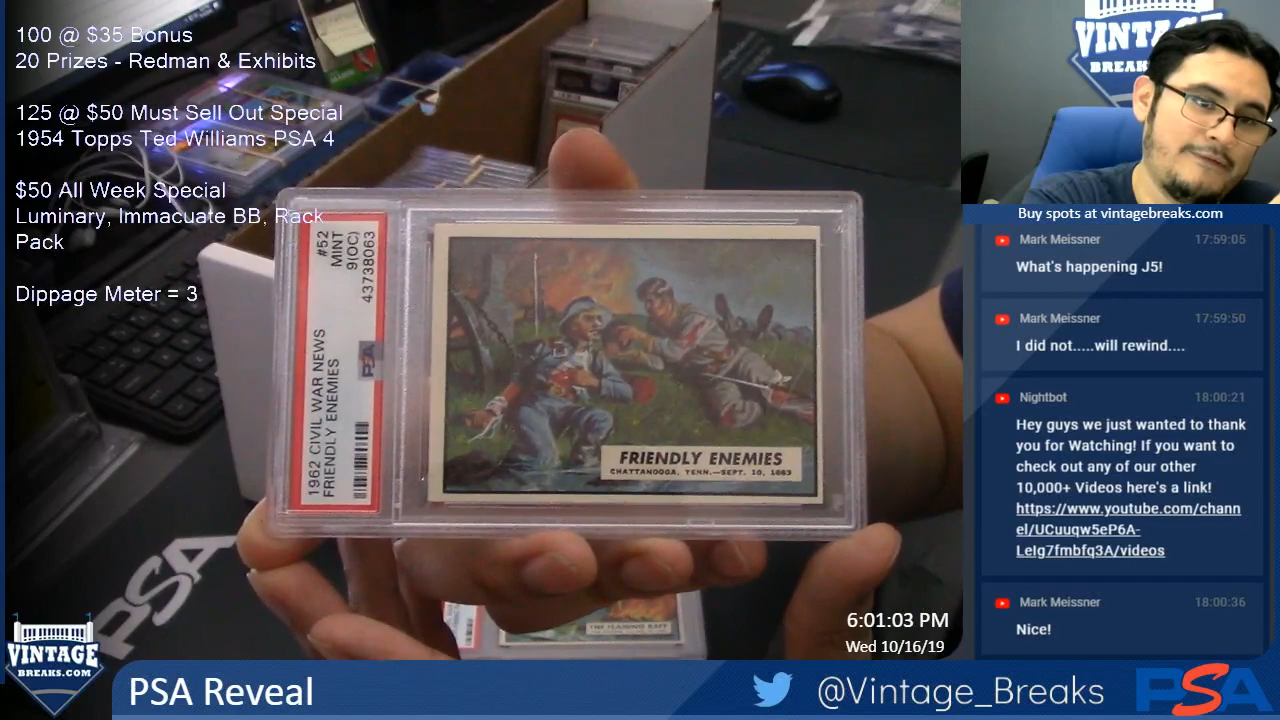 100 @ $35 Bonus
20 Prizes - Redman & Exhibits
125 @ $50 Must Sell Out Special
1954 Topps Ted Williams PSA 4
$50 All Week Special
Luminary, Immacuate BB, Rack
Pack
Dippage Meter = 3
1962 CIVIL WAR NEWS
FRIENDLY ENEMIES
#52
MINT
9(OC)
43738063
PSA
FRIENDLY ENEMIES
CHATTANOOGA, TENN.—SEPT. 10, 1863
THE FLAMING RAFT
PSA
VINTAGE
BREAKS
Buy spots at vintagebreaks.com
Mark Meissner 17:59:05
What's happening J5!
Mark Meissner 17:59:50
I did not.....will rewind....
Nightbot 18:00:21
Hey guys we just wanted to thank
you for Watching! If you want to
check out any of our other
10,000+ Videos here's a link!
https://www.youtube.com/chann
el/UCuuqw5eP6A-
LeIg7fmbfq3A/videos
Mark Meissner 18:00:36
Nice!
6:01:03 PM
Wed 10/16/19
VINTAGE
BREAKS.COM
PSA Reveal
@Vintage_Breaks
PSA